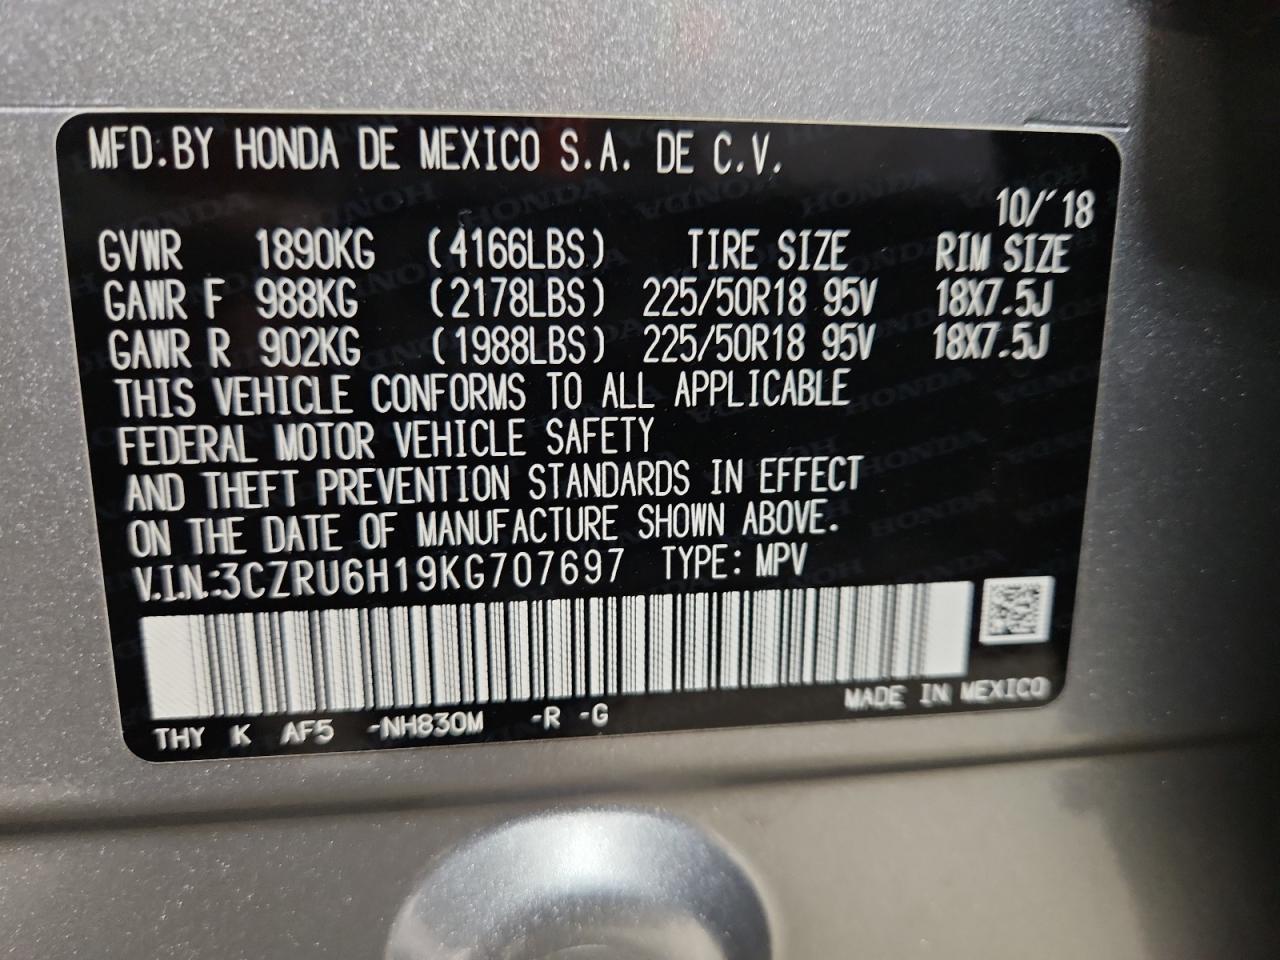 MFD.BY HONDA DE MEXICO S.A. DE C.V.
10/´18
GVWR 1890KG (4166LBS) TIRE SIZE RIM SIZE
GAWR F 988KG (2178LBS) 225/50R18 95V 18X7.5J
GAWR R 902KG (1988LBS) 225/50R18 95V 18X7.5J
THIS VEHICLE CONFORMS TO ALL APPLICABLE
FEDERAL MOTOR VEHICLE SAFETY
AND THEFT PREVENTION STANDARDS IN EFFECT
ON THE DATE OF MANUFACTURE SHOWN ABOVE.
V.I.N.:3CZRU6H19KG707697 TYPE: MPV
MADE IN MEXICO
THY K AF5 -NH830M -R -G